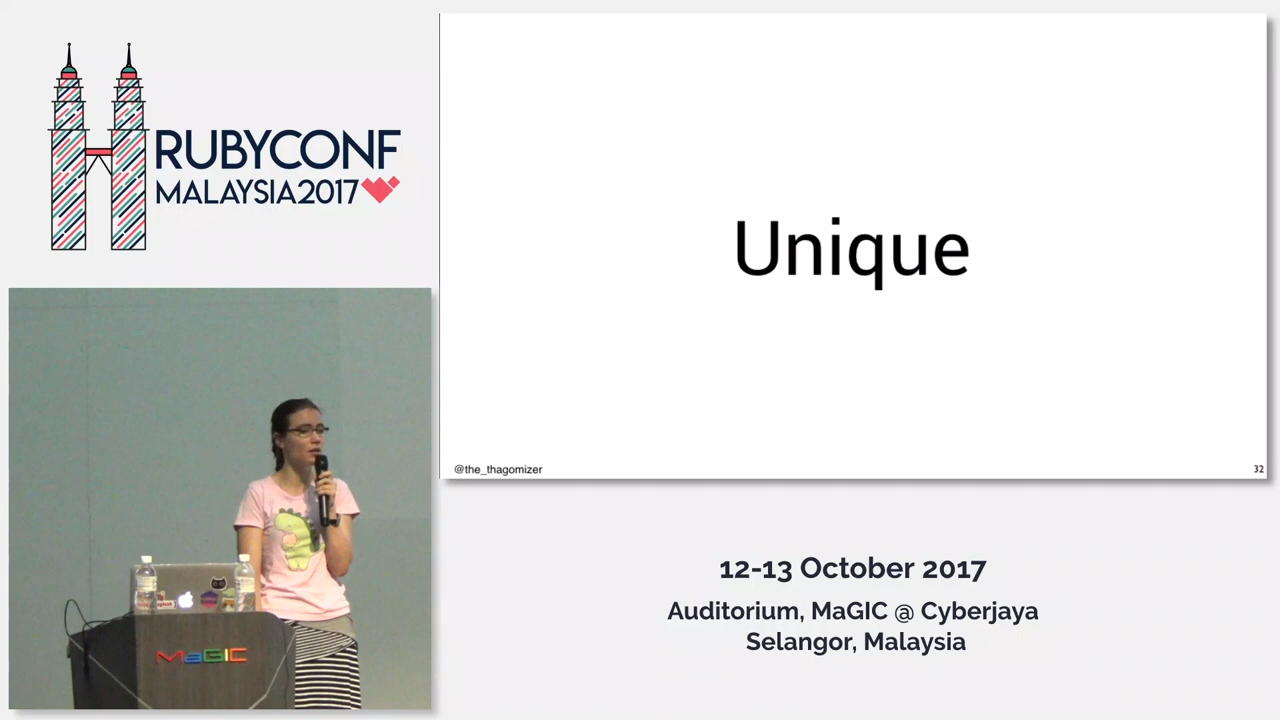 RUBYCONF
MALAYSIA2017
Unique
@the_thagomizer
32
MaGIC
12-13 October 2017
Auditorium, MaGIC @ Cyberjaya
Selangor, Malaysia